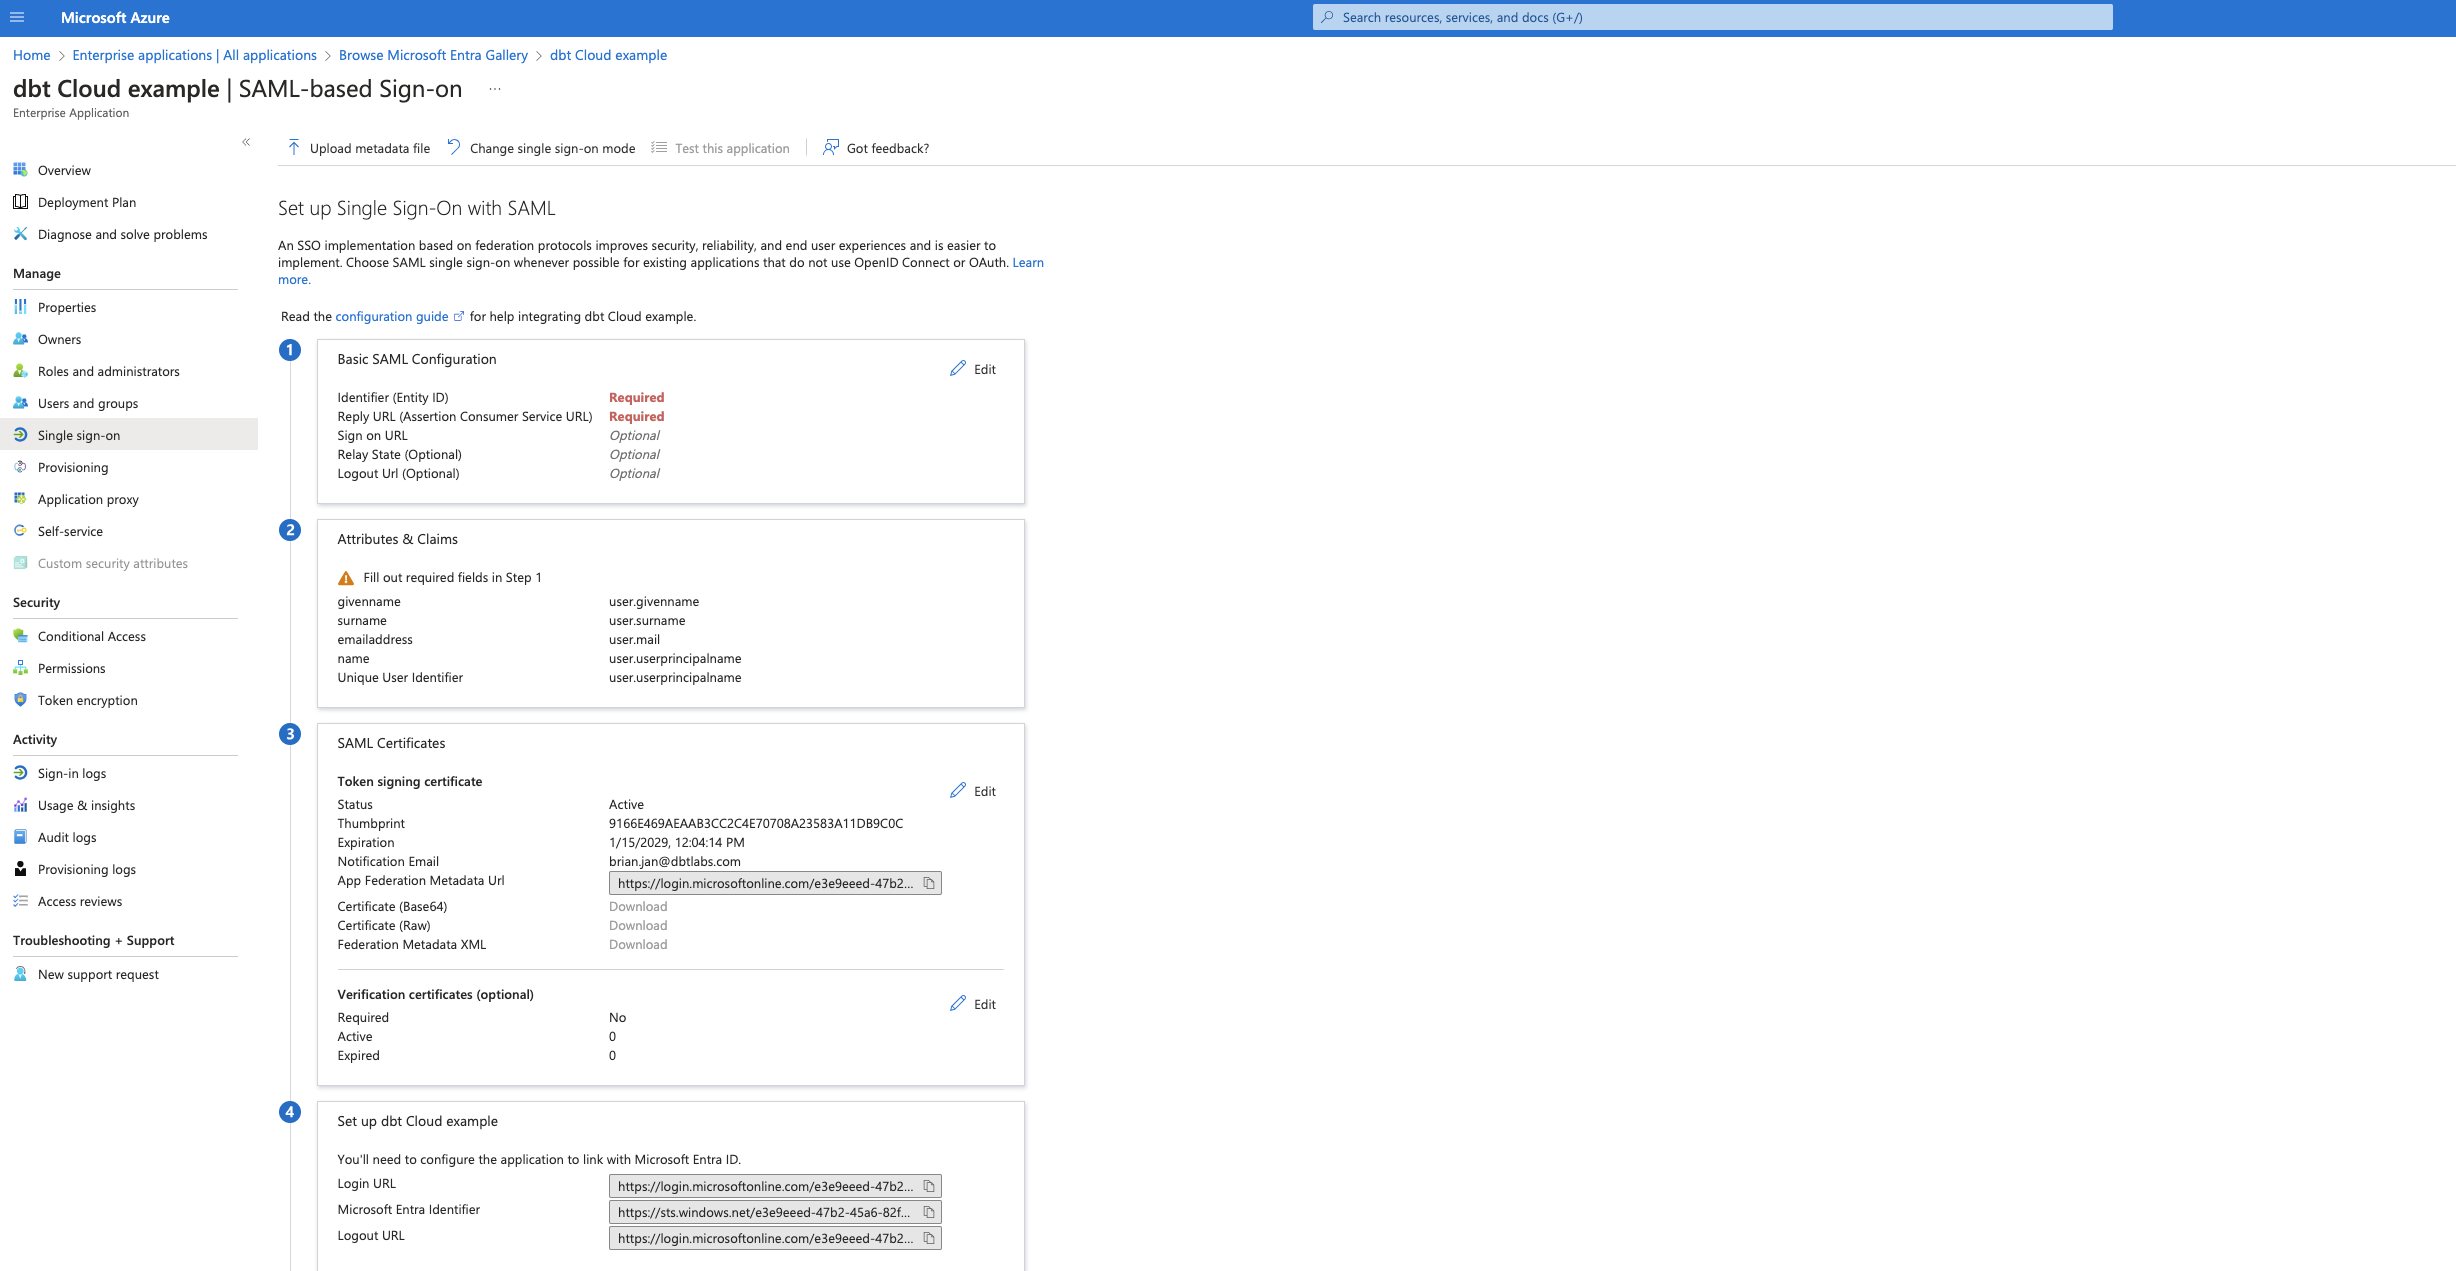 Microsoft Azure
Search resources, services, and docs (G+/)
Home > Enterprise applications | All applications > Browse Microsoft Entra Gallery > dbt Cloud example
dbt Cloud example | SAML-based Sign-on ...
Enterprise Application
«
Overview
Deployment Plan
Diagnose and solve problems
Manage
Properties
Owners
Roles and administrators
Users and groups
Single sign-on
Provisioning
Application proxy
Self-service
Custom security attributes
Security
Conditional Access
Permissions
Token encryption
Activity
Sign-in logs
Usage & insights
Audit logs
Provisioning logs
Access reviews
Troubleshooting + Support
New support request
Upload metadata file Change single sign-on mode Test this application Got feedback?
Set up Single Sign-On with SAML
An SSO implementation based on federation protocols improves security, reliability, and end user experiences and is easier to
implement. Choose SAML single sign-on whenever possible for existing applications that do not use OpenID Connect or OAuth. Learn
more.
Read the configuration guide for help integrating dbt Cloud example.
1
Basic SAML Configuration
Edit
Identifier (Entity ID) Required
Reply URL (Assertion Consumer Service URL) Required
Sign on URL Optional
Relay State (Optional) Optional
Logout Url (Optional) Optional
2
Attributes & Claims
Fill out required fields in Step 1
givenname user.givenname
surname user.surname
emailaddress user.mail
name user.userprincipalname
Unique User Identifier user.userprincipalname
3
SAML Certificates
Token signing certificate
Edit
Status Active
Thumbprint 9166E469AEAAB3CC2C4E70708A23583A11DB9C0C
Expiration 1/15/2029, 12:04:14 PM
Notification Email brian.jan@dbtlabs.com
App Federation Metadata Url https://login.microsoftonline.com/e3e9eeed-47b2...
Certificate (Base64) Download
Certificate (Raw) Download
Federation Metadata XML Download
Verification certificates (optional)
Edit
Required No
Active 0
Expired 0
4
Set up dbt Cloud example
You'll need to configure the application to link with Microsoft Entra ID.
Login URL https://login.microsoftonline.com/e3e9eeed-47b2...
Microsoft Entra Identifier https://sts.windows.net/e3e9eeed-47b2-45a6-82f...
Logout URL https://login.microsoftonline.com/e3e9eeed-47b2...